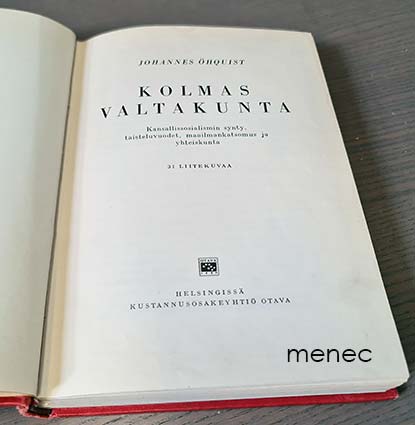 JOHANNES ÖHQUIST
KOLMAS
VALTAKUNTA
Kansallissosialismin synty,
taisteluvuodet, maailmankatsomus ja
yhteiskunta
31 LIITEKUVAA
HELSINGISSÄ
KUSTANNUSOSAKEYHTIÖ OTAVA
menec